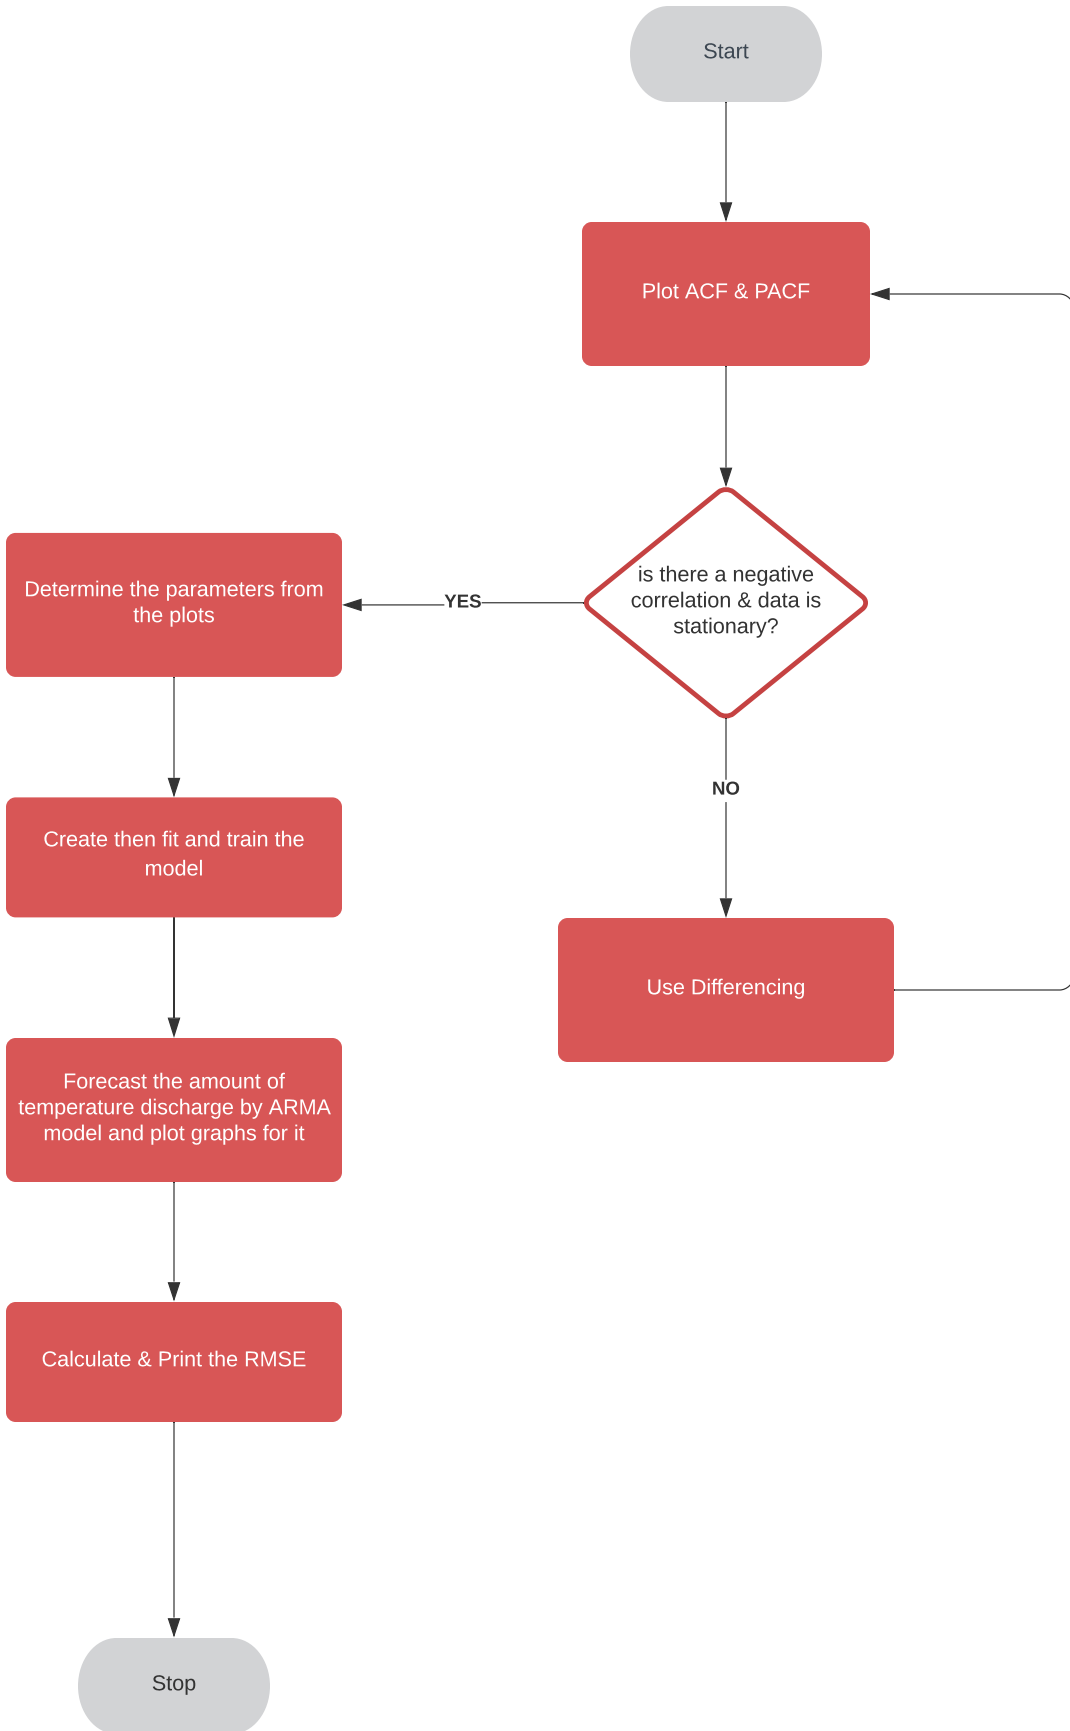 Start
Plot ACF & PACF
is there a negative
correlation & data is
stationary?
YES
NO
Determine the parameters from
the plots
Create then fit and train the
model
Use Differencing
Forecast the amount of
temperature discharge by ARMA
model and plot graphs for it
Calculate & Print the RMSE
Stop